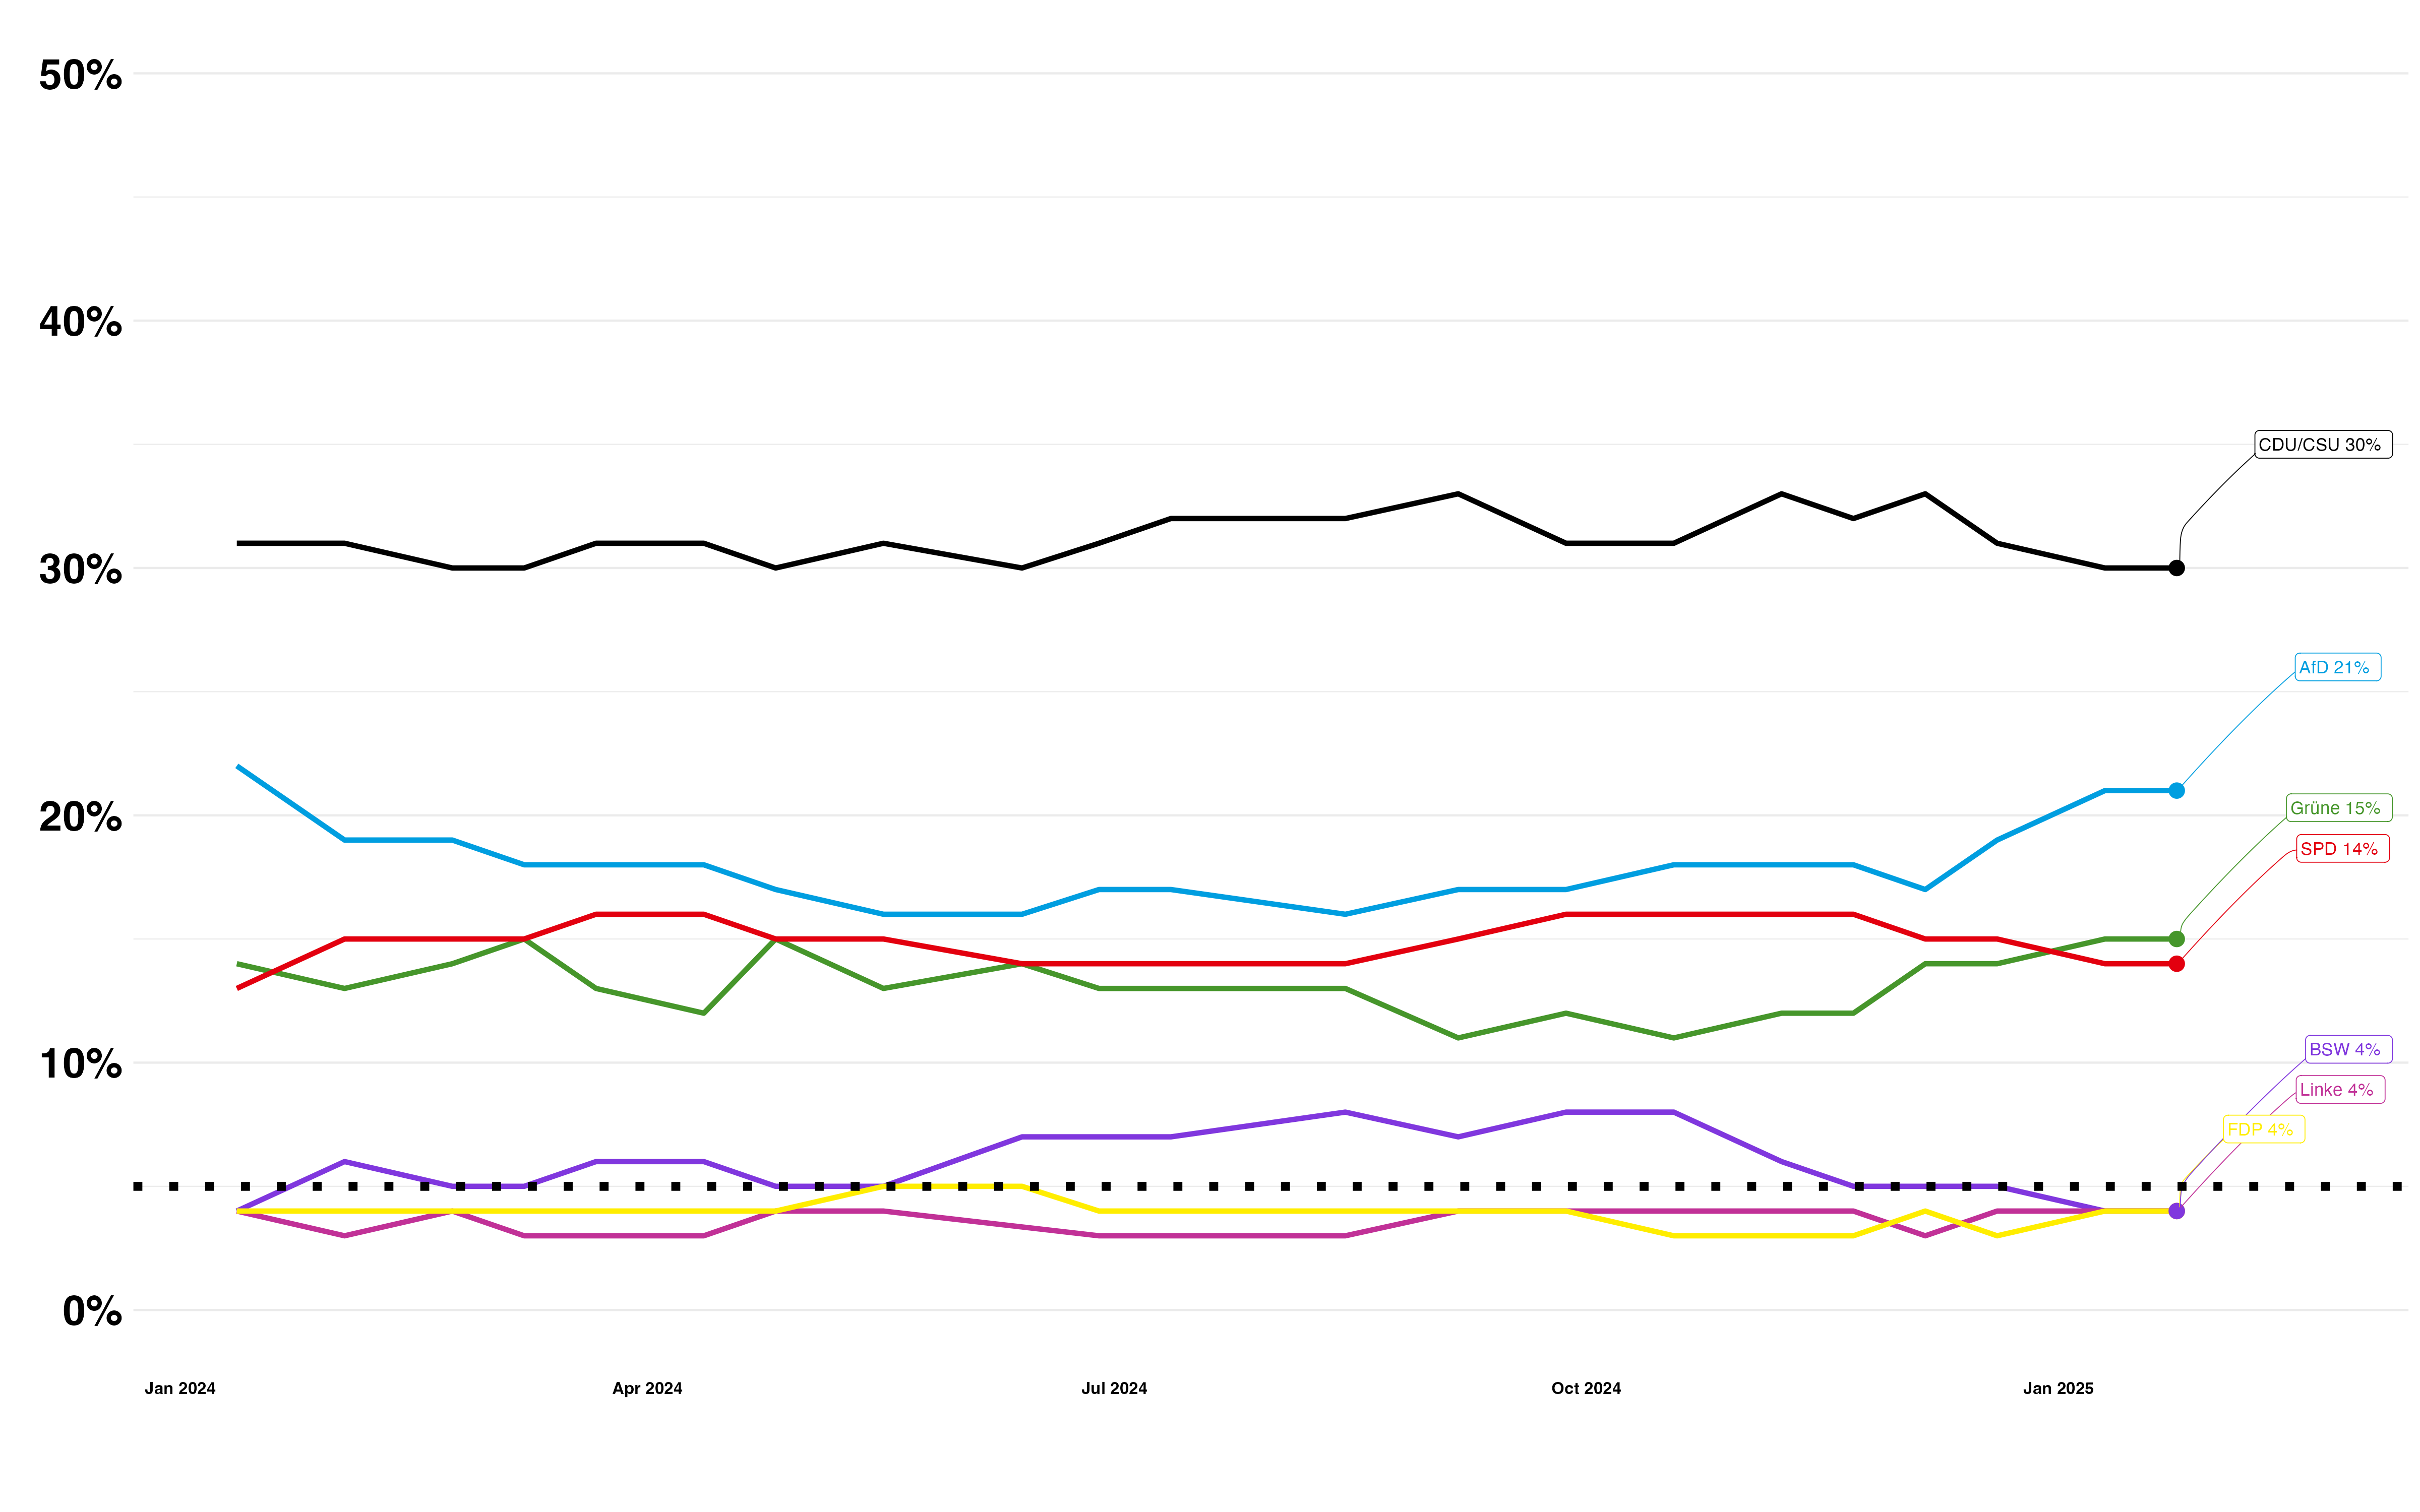 50%
40%
30%
20%
10%
0%
CDU/CSU 30%
AfD 21%
Grüne 15%
SPD 14%
BSW 4%
Linke 4%
FDP 4%
Jan 2024
Apr 2024
Jul 2024
Oct 2024
Jan 2025